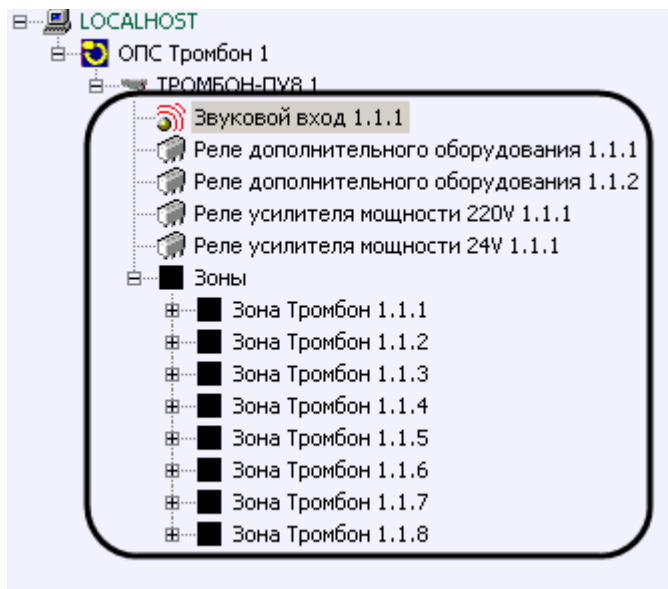 LOCALHOST
ОПС Тромбон 1
ТРОМБОН-ПУ8 1
Звуковой вход 1.1.1
Реле дополнительного оборудования 1.1.1
Реле дополнительного оборудования 1.1.2
Реле усилителя мощности 220V 1.1.1
Реле усилителя мощности 24V 1.1.1
Зоны
Зона Тромбон 1.1.1
Зона Тромбон 1.1.2
Зона Тромбон 1.1.3
Зона Тромбон 1.1.4
Зона Тромбон 1.1.5
Зона Тромбон 1.1.6
Зона Тромбон 1.1.7
Зона Тромбон 1.1.8